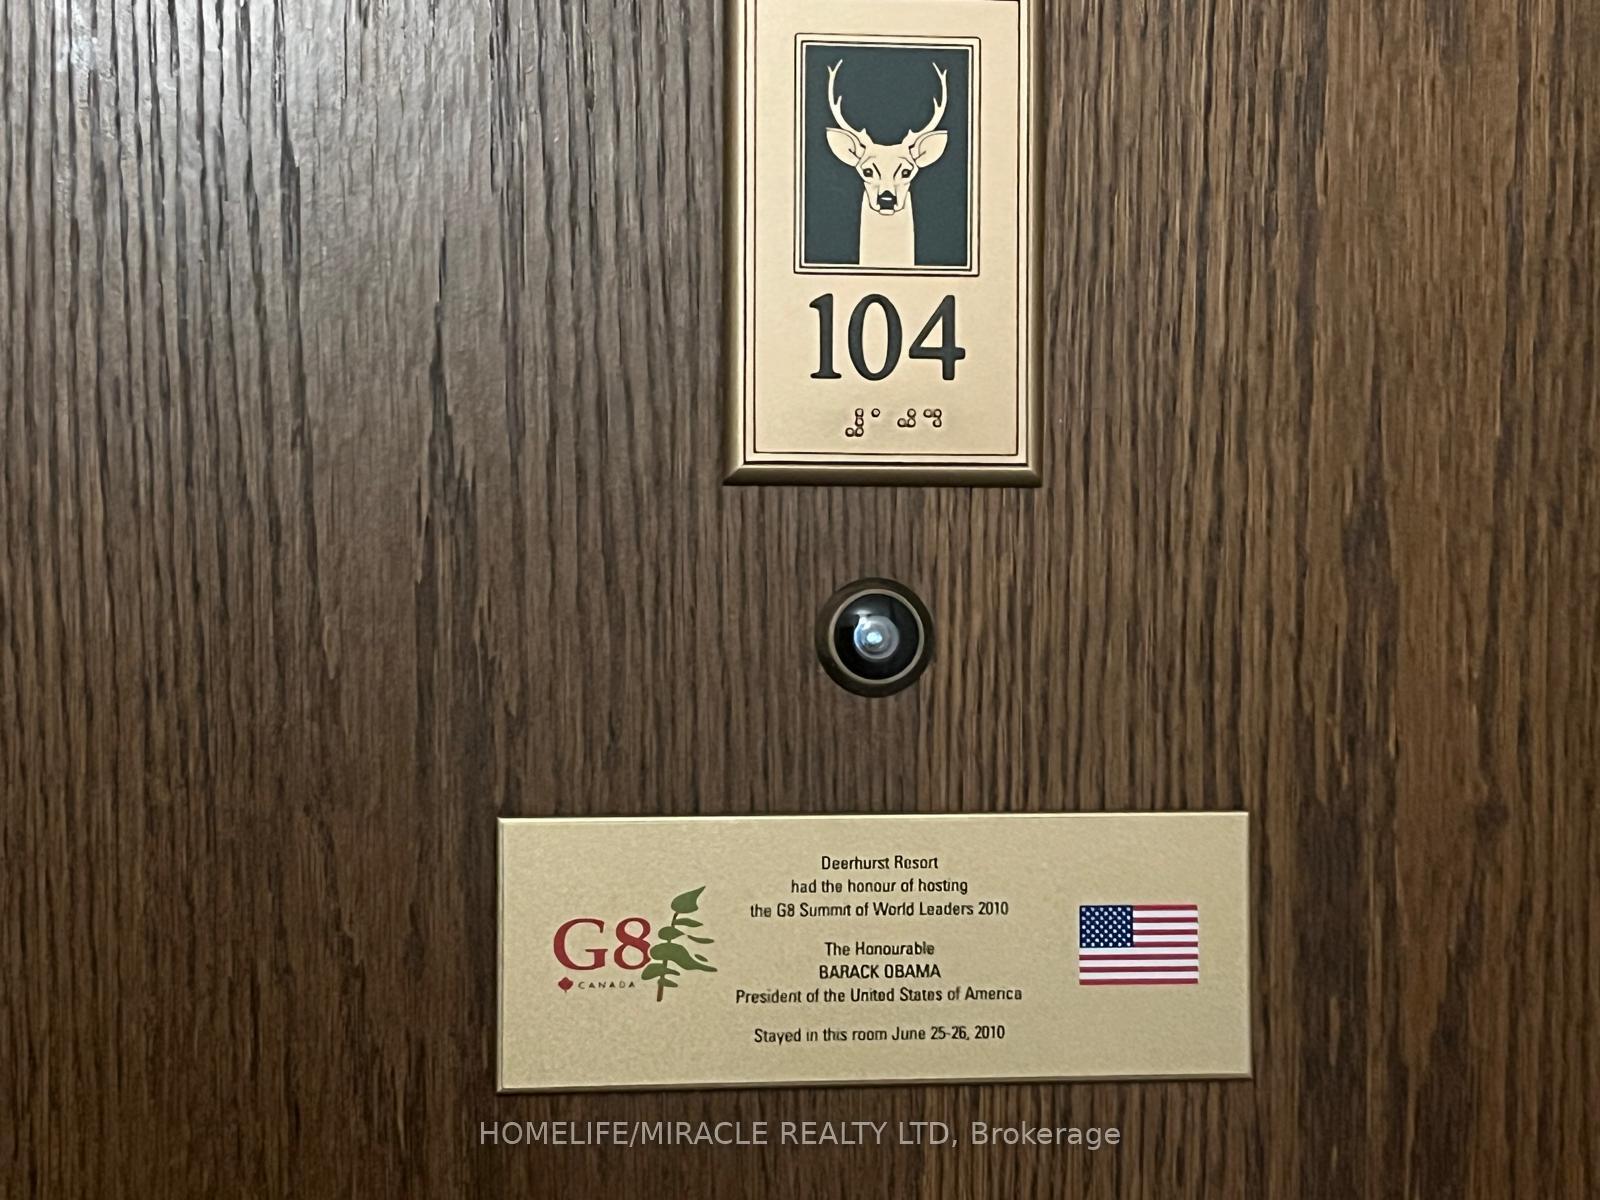 104
Deerhurst Resort
had the honour of hosting
the G8 Summit of World Leaders 2010
The Honourable
BARACK OBAMA
President of the United States of America
Stayed in this room June 25-26, 2010
G8
CANADA
HOMELIFE/MIRACLE REALTY LTD, Brokerage